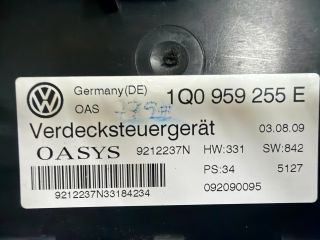 Germany(DE) 1Q0 959 255 E
OAS
Verdecksteuergerät 03.08.09
OASYS 9212237N HW:331 SW:842
PS:34 5127
9212237N33184234 092090095